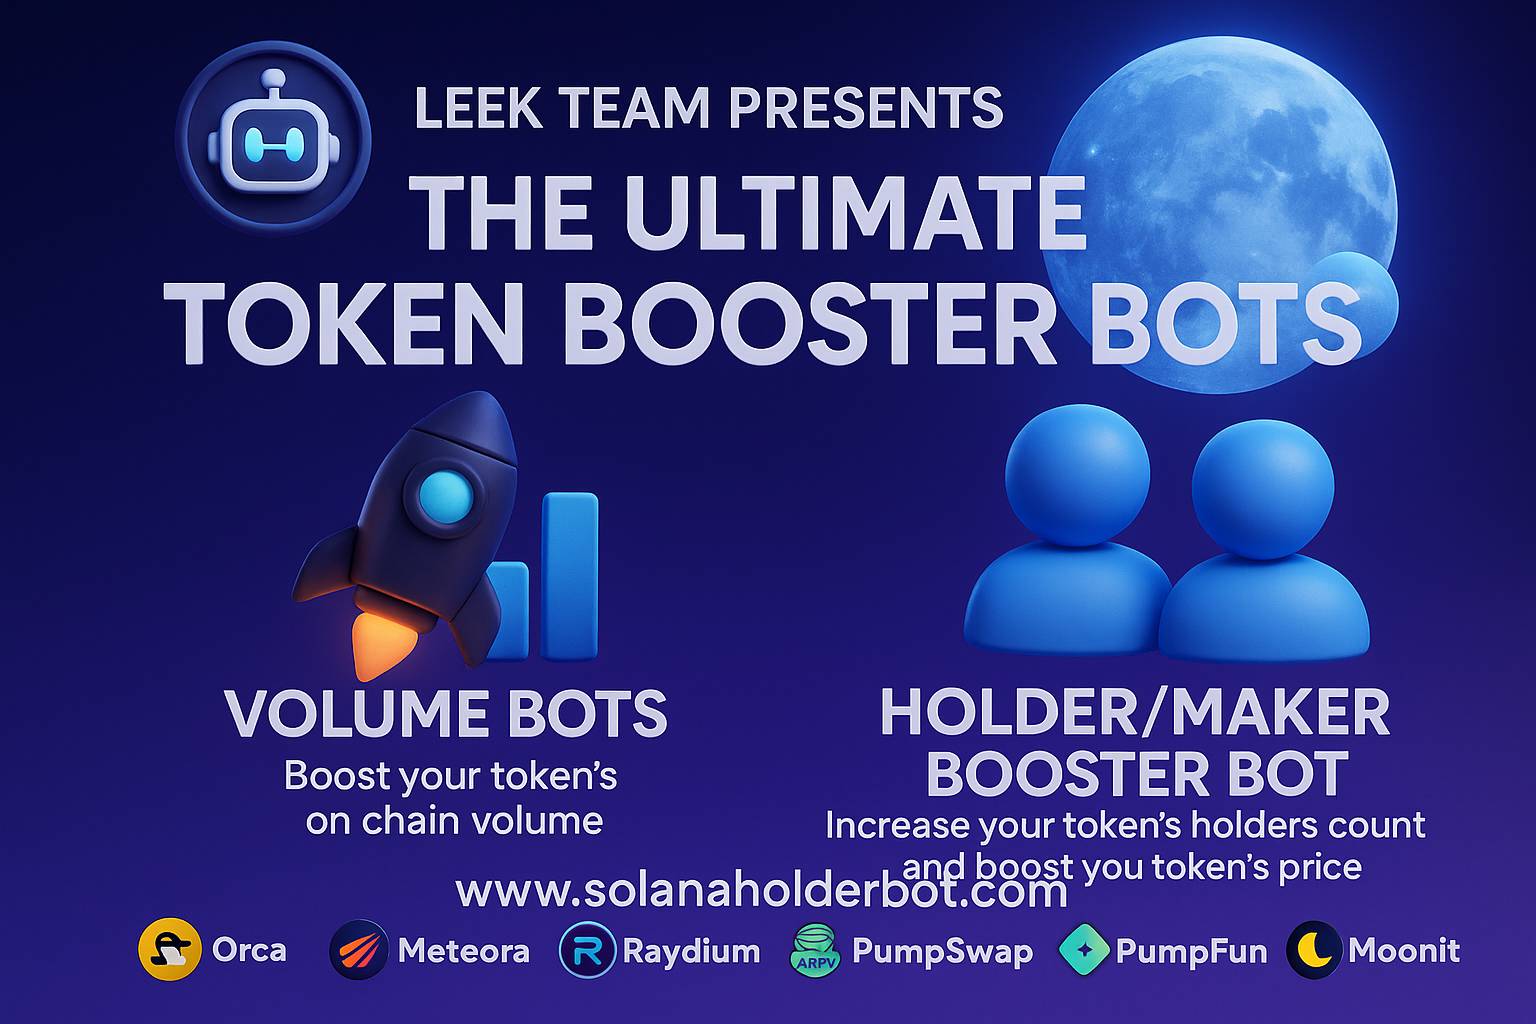 LEEK TEAM PRESENTS
THE ULTIMATE
TOKEN BOOSTER BOTS
VOLUME BOTS
Boost your token's
on chain volume
HOLDER/MAKER
BOOSTER BOT
Increase your token's holders count
and boost you token's price
www.solanaholderbot.com
Orca
Meteora
R Raydium
ARPV PumpSwap
PumpFun
Moonit